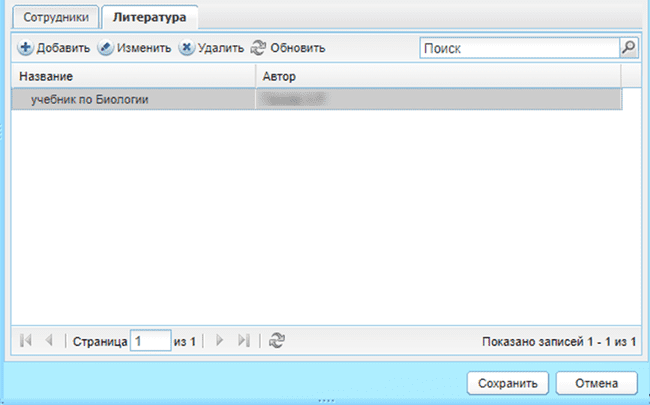 Сотрудники Литература
Добавить Изменить Удалить Обновить Поиск
Название Автор
учебник по Биологии
Страница 1 из 1 Показано записей 1 - 1 из 1
Сохранить Отмена